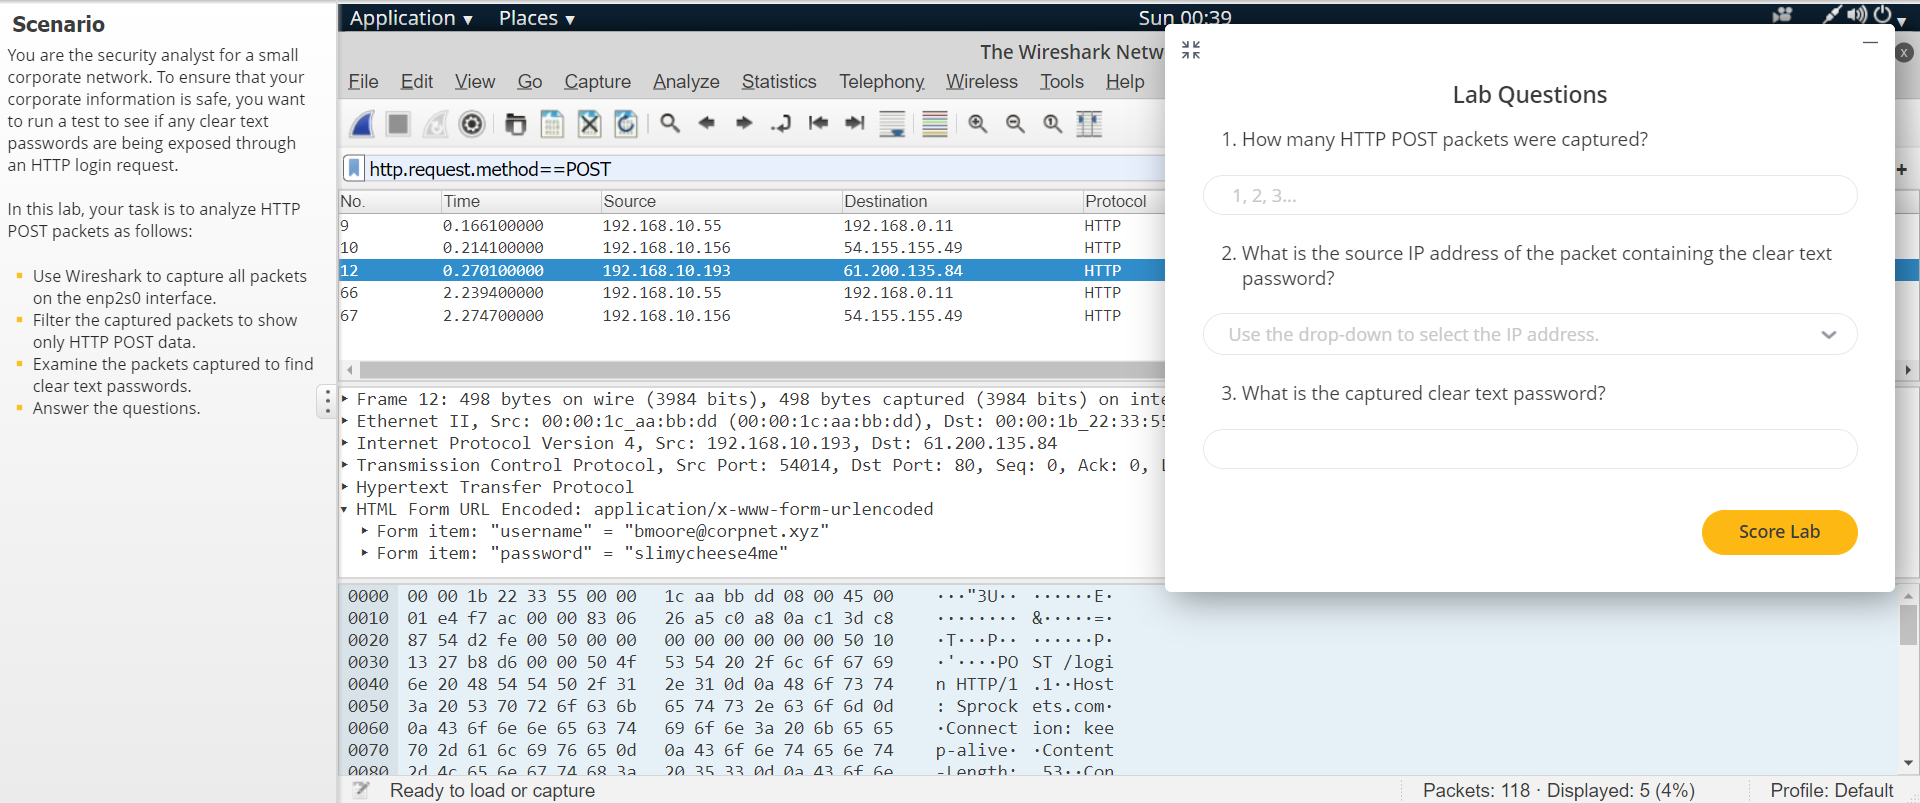 Scenario
You are the security analyst for a small
corporate network. To ensure that your
corporate information is safe, you want
to run a test to see if any clear text
passwords are being exposed through
an HTTP login request.
In this lab, your task is to analyze HTTP
POST packets as follows:
Use Wireshark to capture all packets
on the enp2s0 interface.
Filter the captured packets to show
only HTTP POST data.
Examine the packets captured to find
clear text passwords.
Answer the questions.
Application Places Sun 00:39
The Wireshark Netw
File Edit View Go Capture Analyze Statistics Telephony Wireless Tools Help
http.request.method==POST
No. Time Source Destination Protocol
9 0.166100000 192.168.10.55 192.168.0.11 HTTP
10 0.214100000 192.168.10.156 54.155.155.49 HTTP
12 0.270100000 192.168.10.193 61.200.135.84 HTTP
66 2.239400000 192.168.10.55 192.168.0.11 HTTP
67 2.274700000 192.168.10.156 54.155.155.49 HTTP
Frame 12: 498 bytes on wire (3984 bits), 498 bytes captured (3984 bits) on inte
Ethernet II, Src: 00:00:1c_aa:bb:dd (00:00:1c:aa:bb:dd), Dst: 00:00:1b_22:33:55
Internet Protocol Version 4, Src: 192.168.10.193, Dst: 61.200.135.84
Transmission Control Protocol, Src Port: 54014, Dst Port: 80, Seq: 0, Ack: 0,
Hypertext Transfer Protocol
HTML Form URL Encoded: application/x-www-form-urlencoded
Form item: "username" = "bmoore@corpnet.xyz"
Form item: "password" = "slimycheese4me"
0000 00 00 1b 22 33 55 00 00 1c aa bb dd 08 00 45 00 ···"3U·· ······E·
0010 01 e4 f7 ac 00 00 83 06 26 a5 c0 a8 0a c1 3d c8 ········ &·····=·
0020 87 54 d2 fe 00 50 00 00 00 00 00 00 00 00 50 10 ·T···P·· ······P·
0030 13 27 b8 d6 00 00 50 4f 53 54 20 2f 6c 6f 67 69 ·'····PO ST /logi
0040 6e 20 48 54 54 50 2f 31 2e 31 0d 0a 48 6f 73 74 n HTTP/1 .1··Host
0050 3a 20 53 70 72 6f 63 6b 65 74 73 2e 63 6f 6d 0d : Sprock ets.com·
0060 0a 43 6f 6e 6e 65 63 74 69 6f 6e 3a 20 6b 65 65 ·Connect ion: kee
0070 70 2d 61 6c 69 76 65 0d 0a 43 6f 6e 74 65 6e 74 p-alive· ·Content
0080 2d 4c 65 6e 67 74 68 3a 20 35 33 0d 0a 43 6f 6e -Length: 53··Con
Ready to load or capture Packets: 118 · Displayed: 5 (4%) Profile: Default
Lab Questions
1. How many HTTP POST packets were captured?
1, 2, 3...
2. What is the source IP address of the packet containing the clear text
password?
Use the drop-down to select the IP address.
3. What is the captured clear text password?
Score Lab